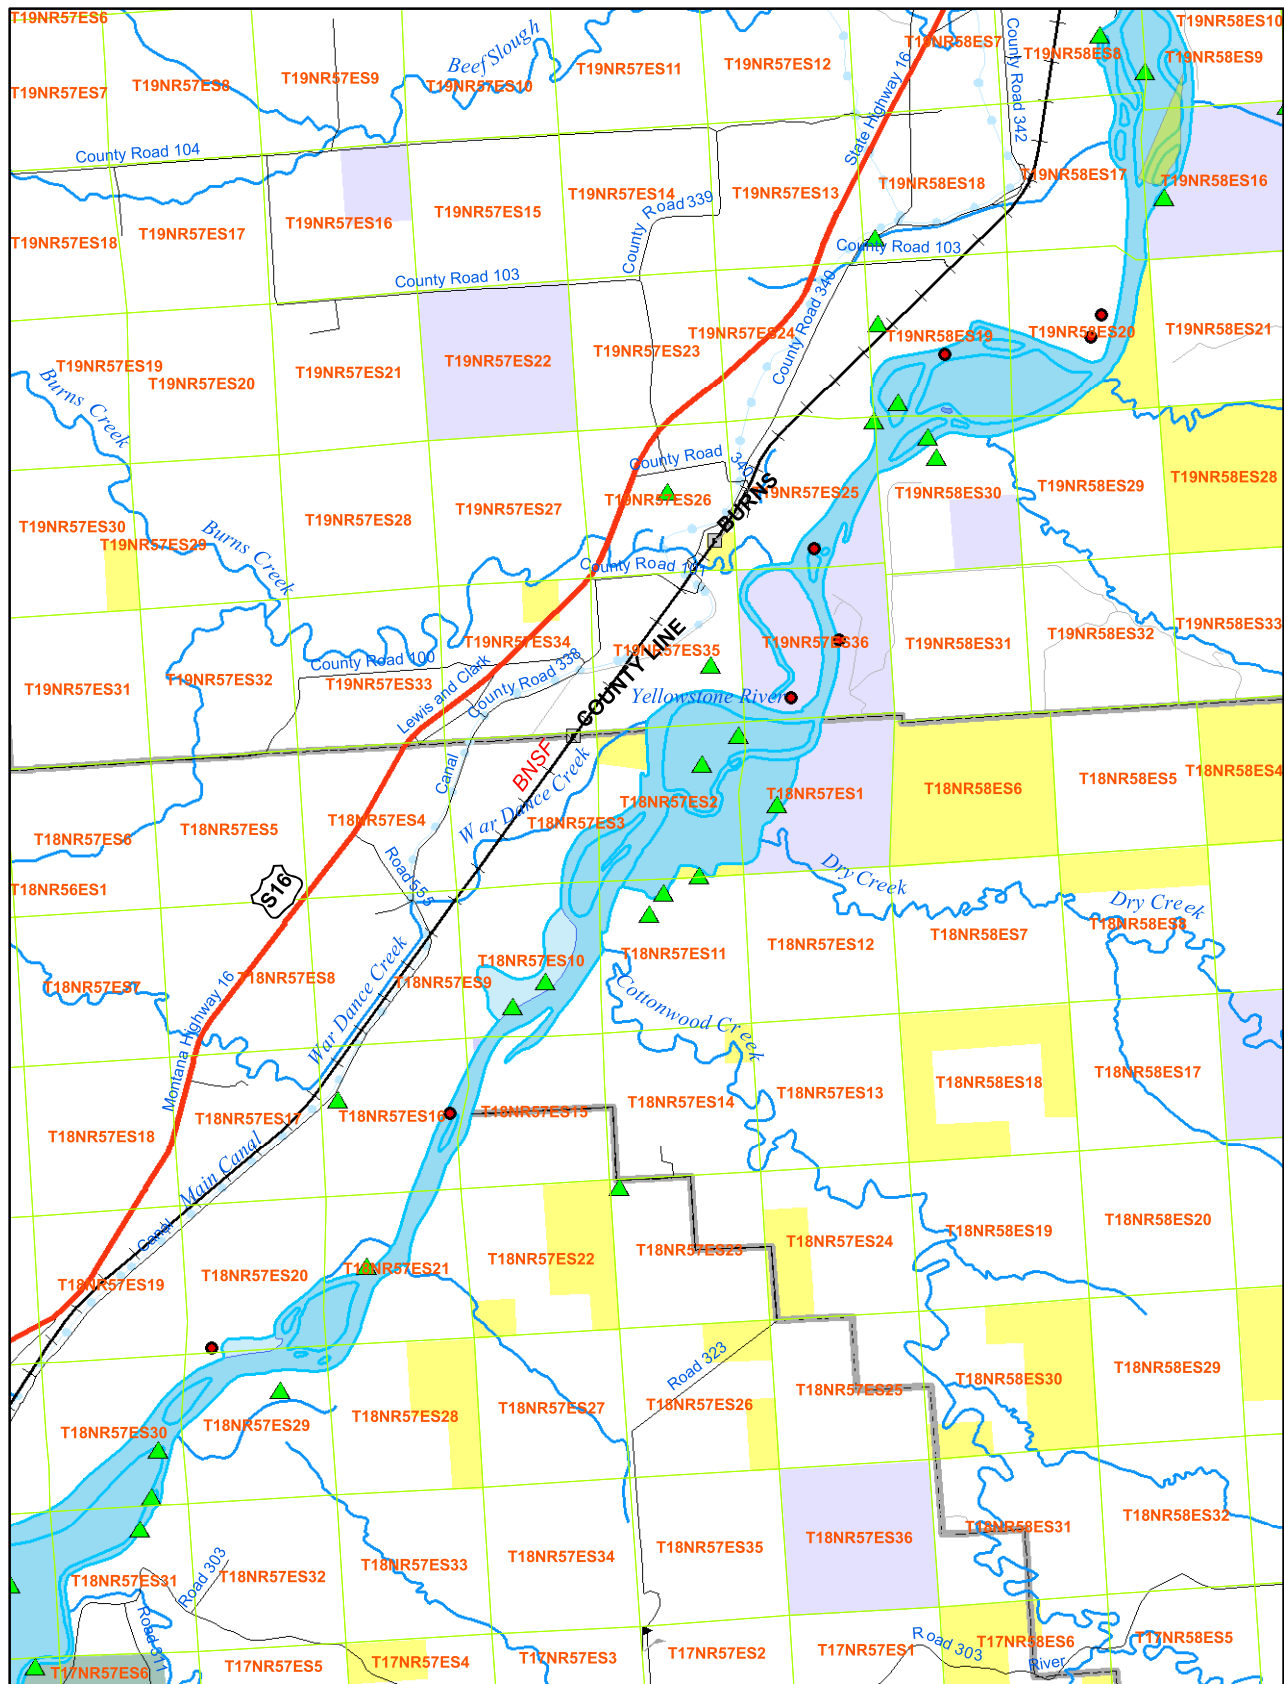 T19NR57ES6
T19NR58ES10
Beef Slough
T19NR58ES7
County Road 342
T19NR58ES8
T19NR58ES9
T19NR57ES7
T19NR57ES8
T19NR57ES9
T19NR57ES10
T19NR57ES11
T19NR57ES12
State Highway 16
County Road 104
T19NR57ES18
T19NR57ES17
T19NR57ES16
T19NR57ES15
T19NR57ES14
County Road 339
T19NR57ES13
T19NR58ES18
T19NR58ES17
T19NR58ES16
County Road 103
County Road 103
County Road 340
T19NR57ES19
T19NR57ES20
T19NR57ES21
T19NR57ES22
T19NR57ES23
T19NR57ES24
T19NR58ES19
T19NR58ES20
T19NR58ES21
Burns Creek
County Road
340
BURNS
T19NR57ES30
T19NR57ES29
T19NR57ES28
T19NR57ES27
T19NR57ES26
T19NR57ES25
T19NR58ES30
T19NR58ES29
T19NR58ES28
Burns Creek
County Road 101
T19NR57ES31
T19NR57ES32
County Road 100
T19NR57ES33
T19NR57ES34
T19NR57ES35
T19NR57ES36
T19NR58ES31
T19NR58ES32
T19NR58ES33
Lewis and Clark
County Road 338
COUNTY LINE
Yellowstone River
BNSF
Canal
War Dance Creek
T18NR57ES6
T18NR57ES5
T18NR57ES4
T18NR57ES3
T18NR57ES2
T18NR57ES1
T18NR58ES6
T18NR58ES5
T18NR58ES4
T18NR56ES1
S16
Road 555
Dry Creek
Dry Creek
T18NR57ES7
T18NR57ES8
T18NR57ES9
T18NR57ES10
T18NR57ES11
T18NR57ES12
T18NR58ES7
T18NR58ES8
Montana Highway 16
War Dance Creek
Cottonwood Creek
T18NR57ES18
T18NR57ES17
T18NR57ES16
T18NR57ES15
T18NR57ES14
T18NR57ES13
T18NR58ES18
T18NR58ES17
Canal
Main Canal
T18NR57ES19
T18NR57ES20
T18NR57ES21
T18NR57ES22
T18NR57ES23
T18NR57ES24
T18NR58ES19
T18NR58ES20
Road 323
T18NR57ES30
T18NR57ES29
T18NR57ES28
T18NR57ES27
T18NR57ES26
T18NR57ES25
T18NR58ES30
T18NR58ES29
T18NR57ES31
T18NR57ES32
T18NR57ES33
T18NR57ES34
T18NR57ES35
T18NR57ES36
T18NR58ES31
T18NR58ES32
Road 303
Road 311
T17NR57ES6
T17NR57ES5
T17NR57ES4
T17NR57ES3
T17NR57ES2
T17NR57ES1
Road 303
T17NR58ES6
T17NR58ES5
River